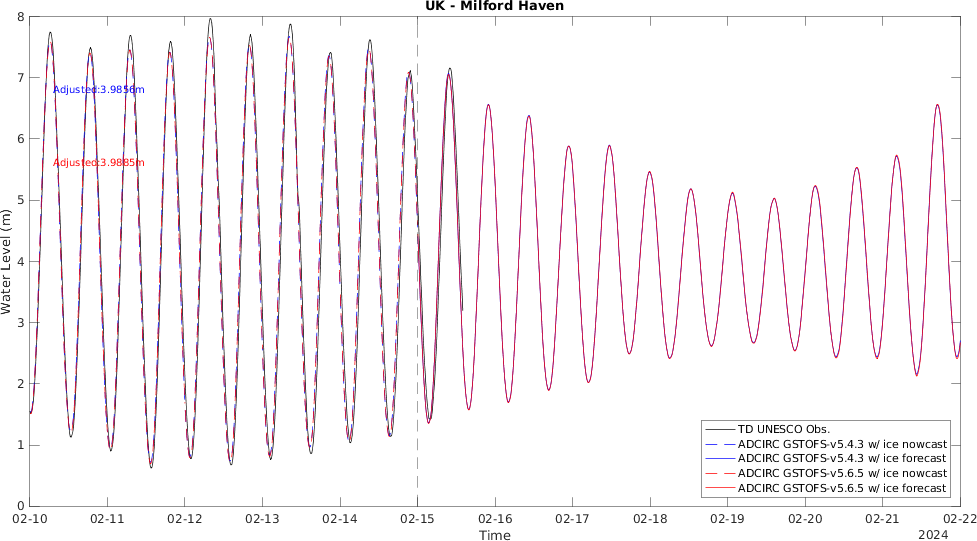 UK - Milford Haven
8
7
6
5
4
3
2
1
0
Water Level (m)
Adjusted:3.9856m
Adjusted:3.9885m
TD UNESCO Obs.
ADCIRC GSTOFS-v5.4.3 w/ ice nowcast
ADCIRC GSTOFS-v5.4.3 w/ ice forecast
ADCIRC GSTOFS-v5.6.5 w/ ice nowcast
ADCIRC GSTOFS-v5.6.5 w/ ice forecast
02-10 02-11 02-12 02-13 02-14 02-15 02-16 02-17 02-18 02-19 02-20 02-21 02-22
Time
2024